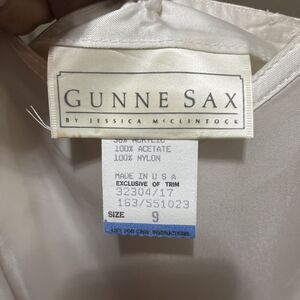 GUNNE SAX
BY JESSICA McCLINTOCK
100% ACETATE
100% NYLON
MADE IN U S A
EXCLUSIVE OF TRIM
32304/17
163/551023
SIZE 9